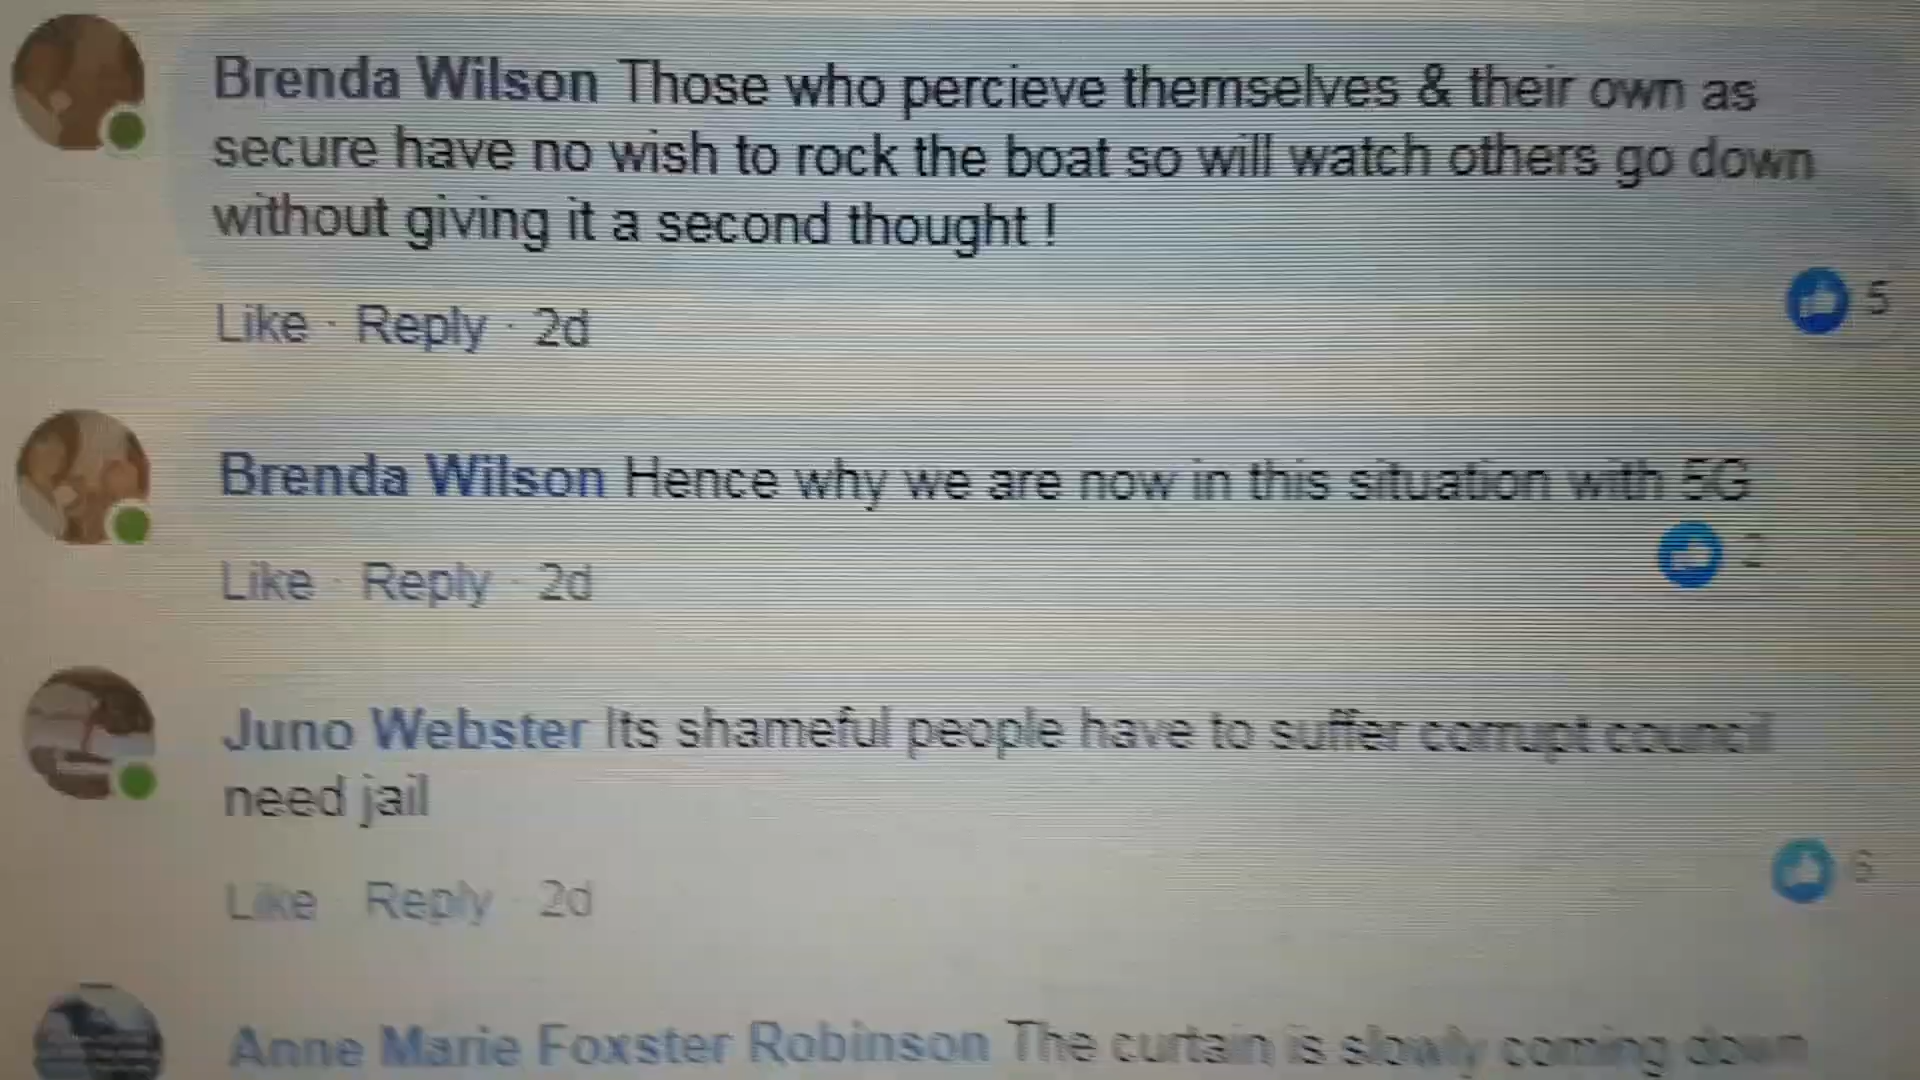 Brenda Wilson Those who percieve themselves & their own as
secure have no wish to rock the boat so will watch others go down
without giving it a second thought !
Like · Reply · 2d
5
Brenda Wilson Hence why we are now in this situation with 5G
2
Like · Reply · 2d
Juno Webster Its shameful people have to suffer corrupt council
need jail
6
Like · Reply · 2d
Anne Marie Foxster Robinson The curtain is slowly coming down